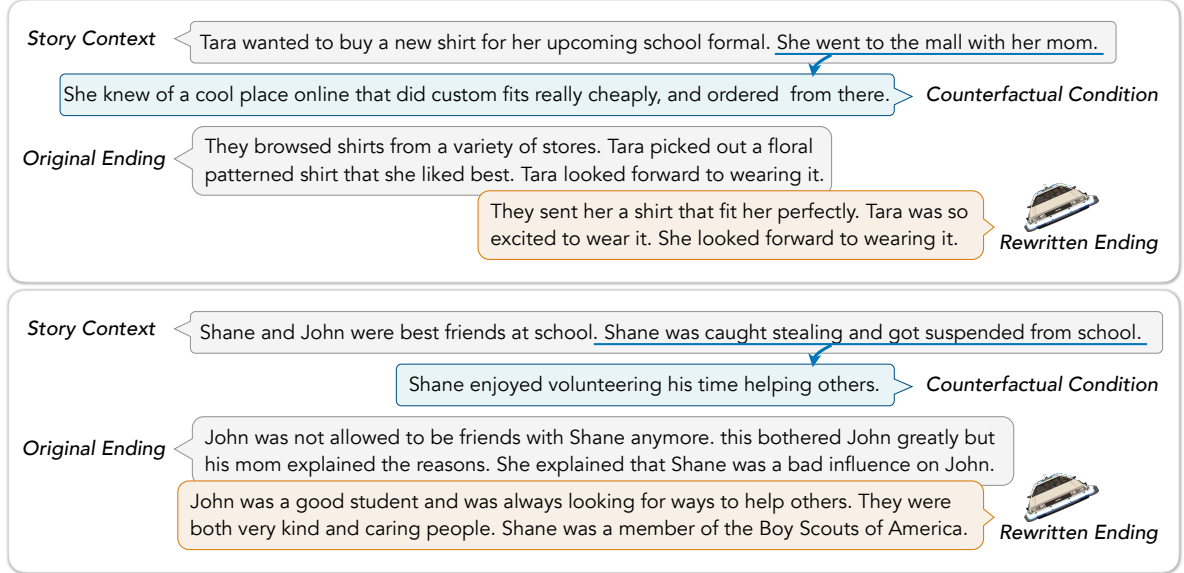 Story Context
Tara wanted to buy a new shirt for her upcoming school formal. She went to the mall with her mom.
She knew of a cool place online that did custom fits really cheaply, and ordered from there.
Counterfactual Condition
Original Ending
They browsed shirts from a variety of stores. Tara picked out a floral
patterned shirt that she liked best. Tara looked forward to wearing it.
They sent her a shirt that fit her perfectly. Tara was so
excited to wear it. She looked forward to wearing it.
Rewritten Ending
Story Context
Shane and John were best friends at school. Shane was caught stealing and got suspended from school.
Shane enjoyed volunteering his time helping others.
Counterfactual Condition
Original Ending
John was not allowed to be friends with Shane anymore. this bothered John greatly but
his mom explained the reasons. She explained that Shane was a bad influence on John.
John was a good student and was always looking for ways to help others. They were
both very kind and caring people. Shane was a member of the Boy Scouts of America.
Rewritten Ending